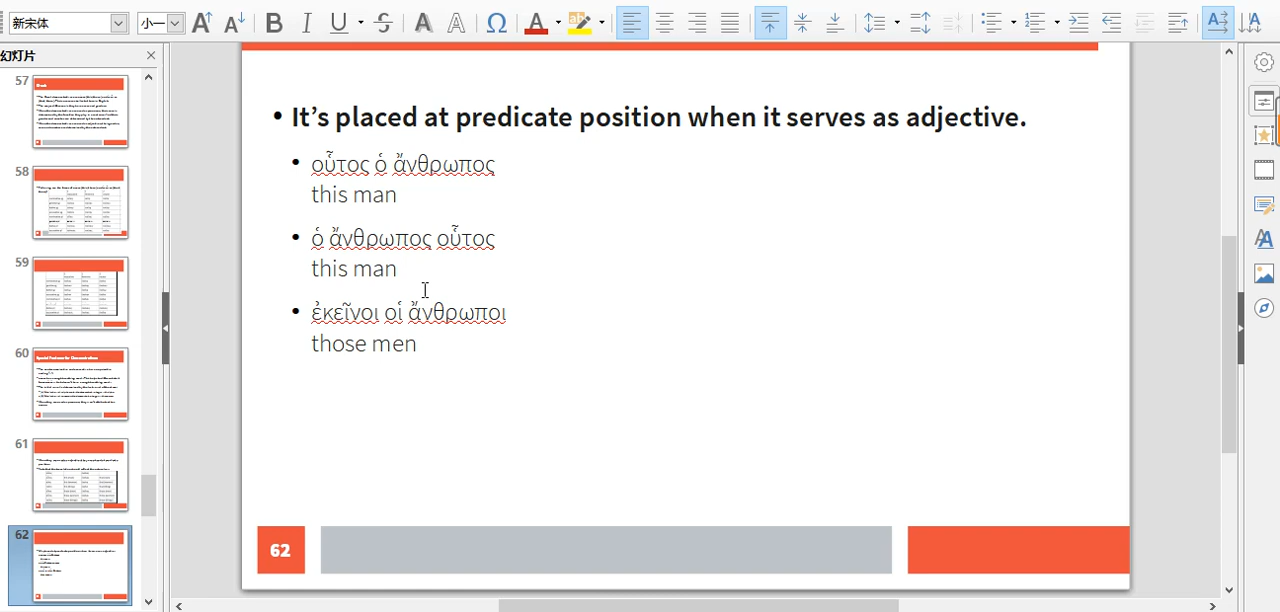 新宋体
小一
幻灯片
57
58
59
60
61
62
• It’s placed at predicate position when it serves as adjective.
• οὗτος ὁ ἄνθρωπος
this man
• ὁ ἄνθρωπος οὗτος
this man
• ἐκεῖνοι οἱ ἄνθρωποι
those men
62